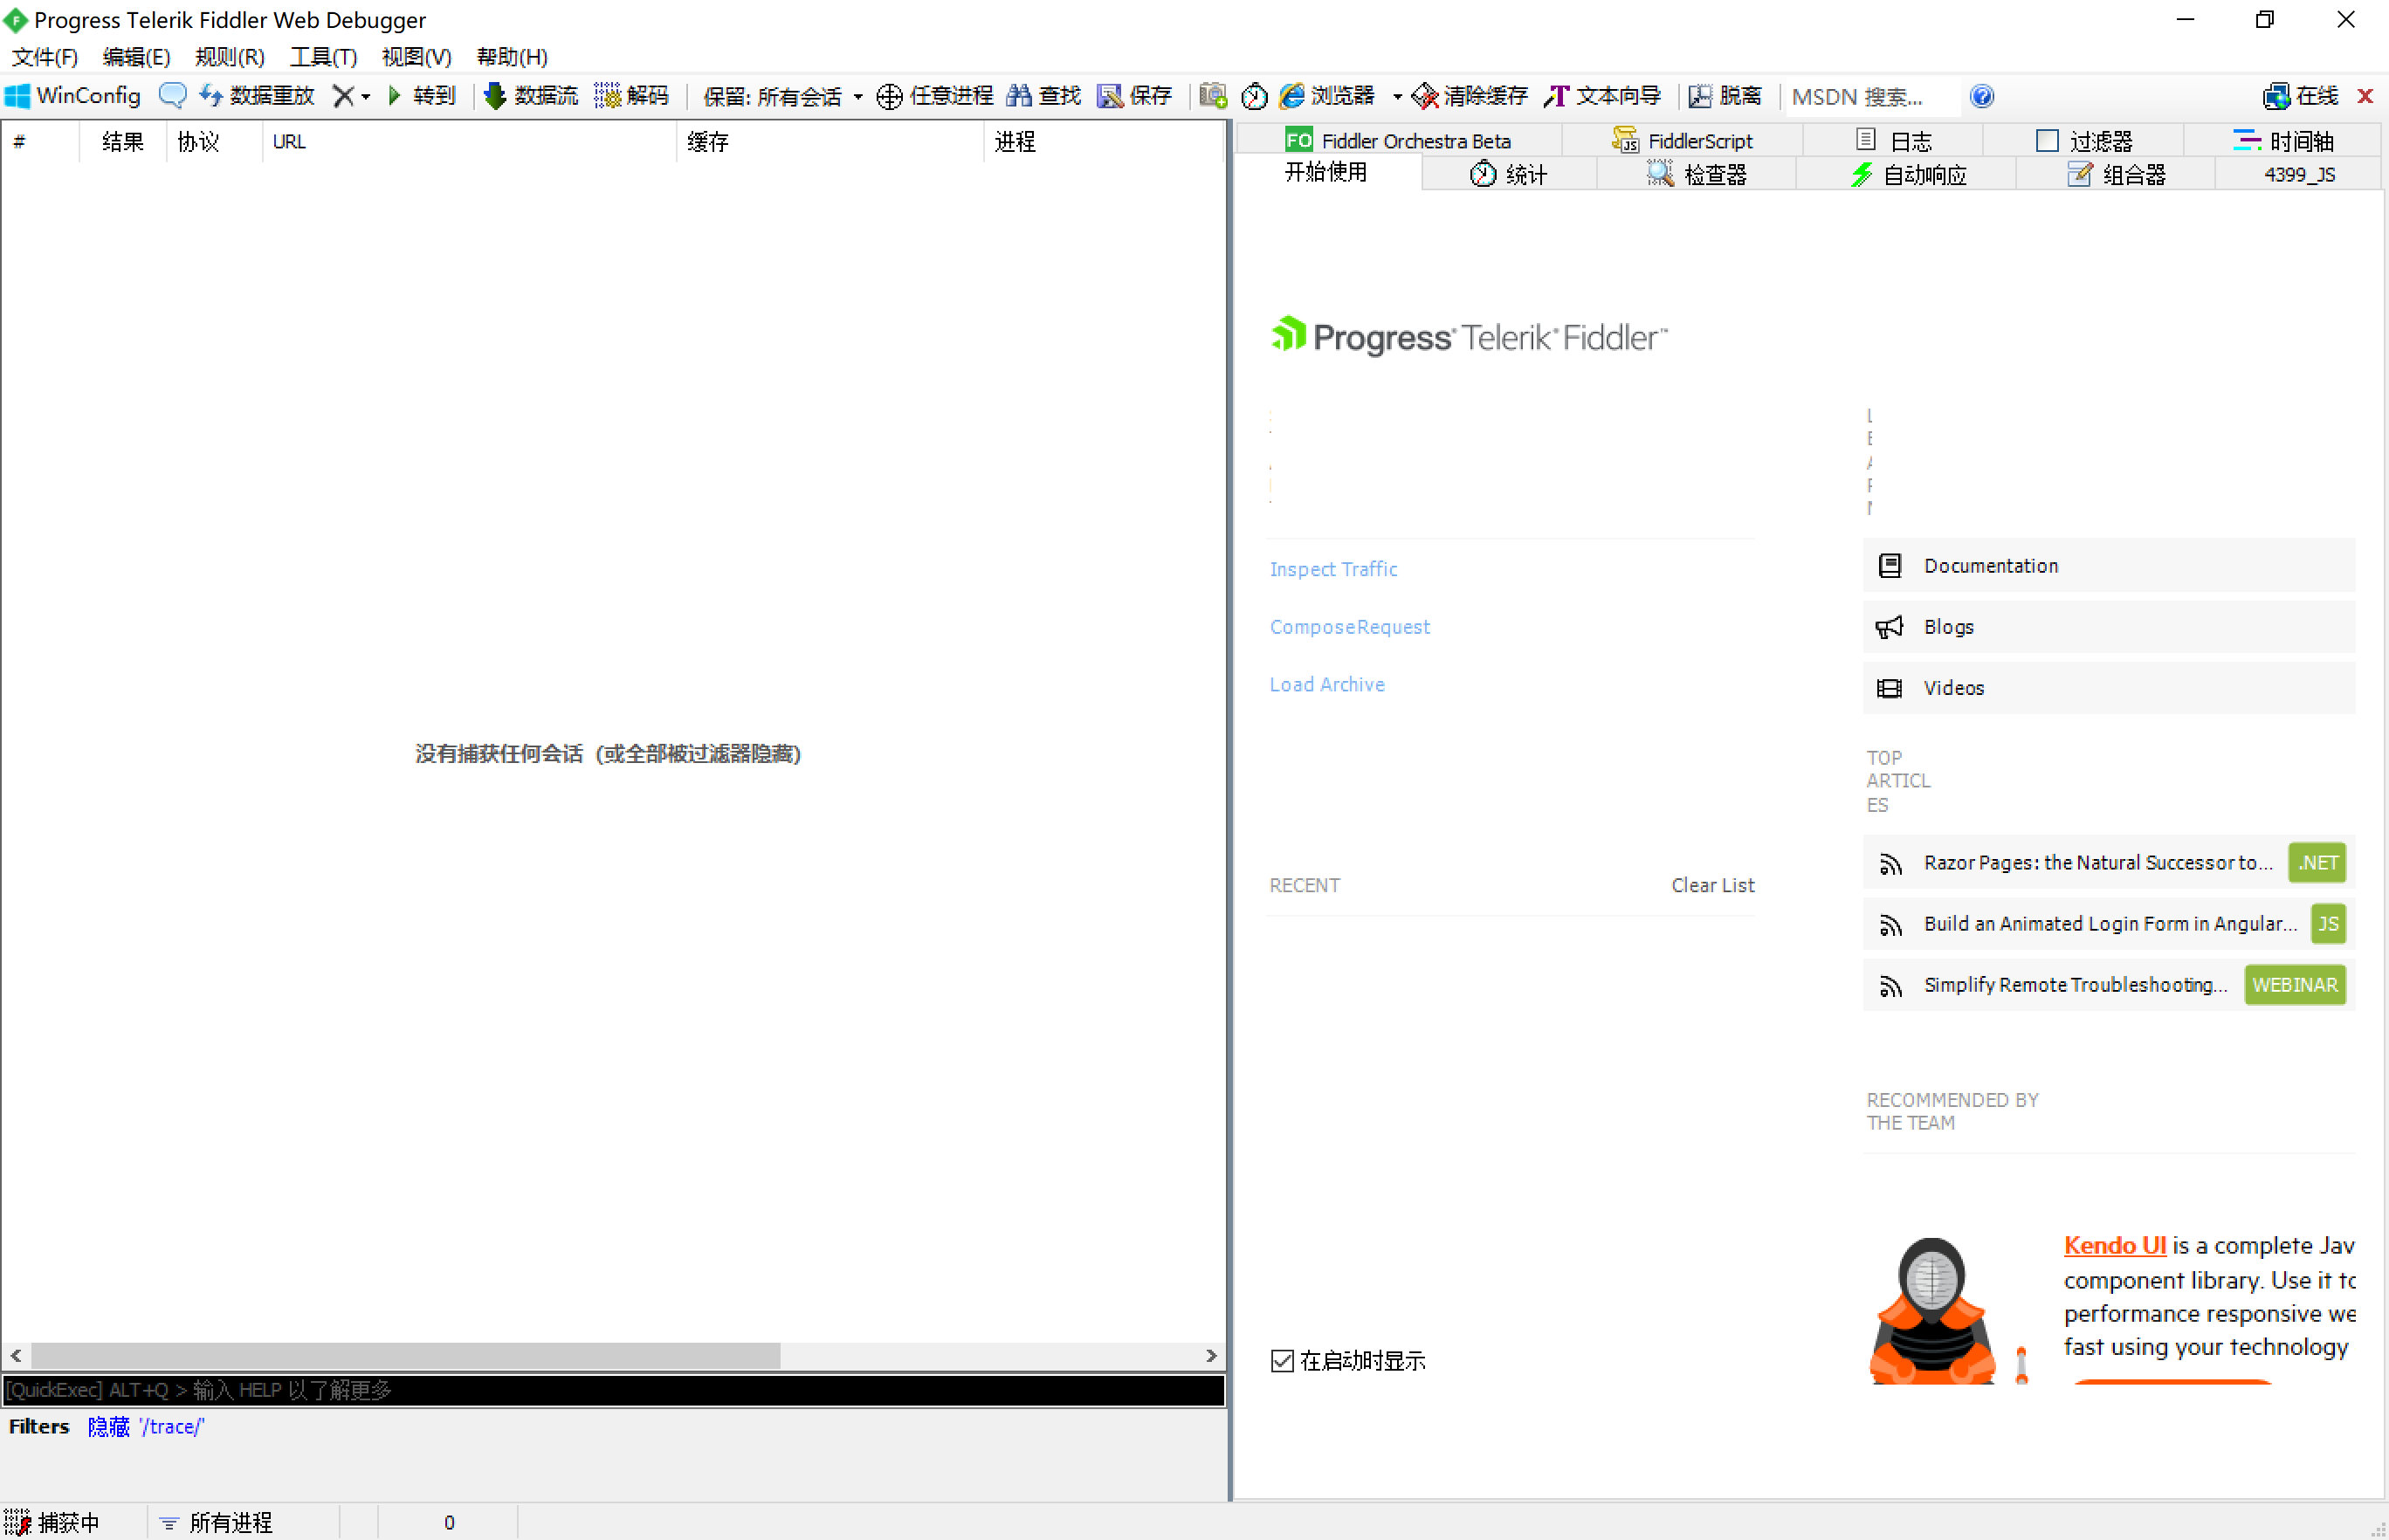 Progress Telerik Fiddler Web Debugger
文件(F) 编辑(E) 规则(R) 工具(T) 视图(V) 帮助(H)
WinConfig 数据重放 转到 数据流 解码 保留: 所有会话 任意进程 查找 保存 浏览器 清除缓存 文本向导 脱离 MSDN 搜索... 在线
# 结果 协议 URL 缓存 进程
FO Fiddler Orchestra Beta FiddlerScript 日志 过滤器 时间轴
开始使用 统计 检查器 自动响应 组合器 4399_JS
Progress Telerik Fiddler™
Inspect Traffic
Compose Request
Load Archive
Documentation
Blogs
Videos
没有捕获任何会话 (或全部被过滤器隐藏)
TOP
ARTICL
ES
RECENT Clear List
Razor Pages: the Natural Successor to... .NET
Build an Animated Login Form in Angular... JS
Simplify Remote Troubleshooting... WEBINAR
RECOMMENDED BY
THE TEAM
Kendo UI is a complete Jav
component library. Use it to
performance responsive we
fast using your technology
在启动时显示
[QuickExec] ALT+Q > 输入 HELP 以了解更多
Filters 隐藏 '/trace/'
捕获中 所有进程 0